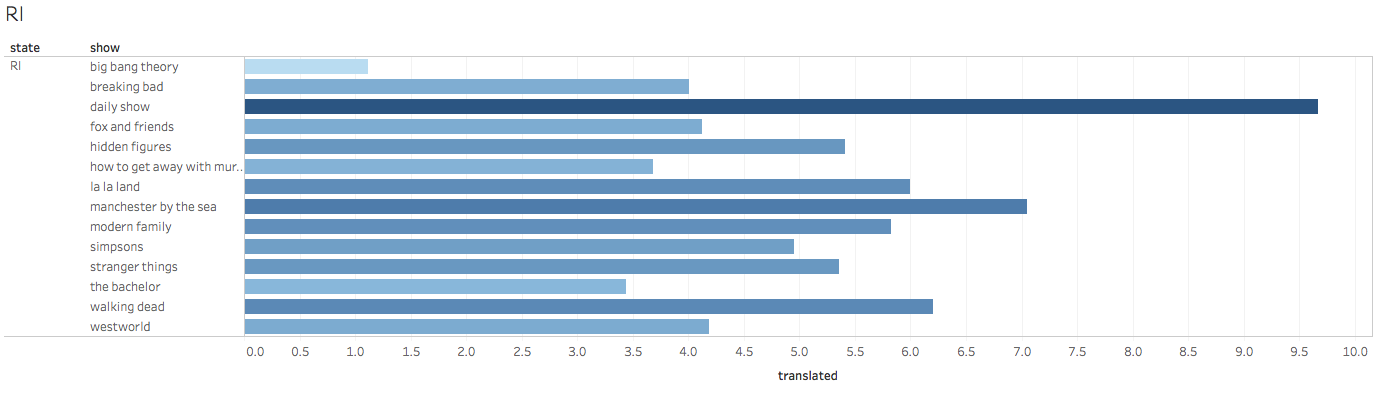 RI
state show
RI big bang theory
breaking bad
daily show
fox and friends
hidden figures
how to get away with mur..
la la land
manchester by the sea
modern family
simpsons
stranger things
the bachelor
walking dead
westworld
0.0 0.5 1.0 1.5 2.0 2.5 3.0 3.5 4.0 4.5 5.0 5.5 6.0 6.5 7.0 7.5 8.0 8.5 9.0 9.5 10.0
translated